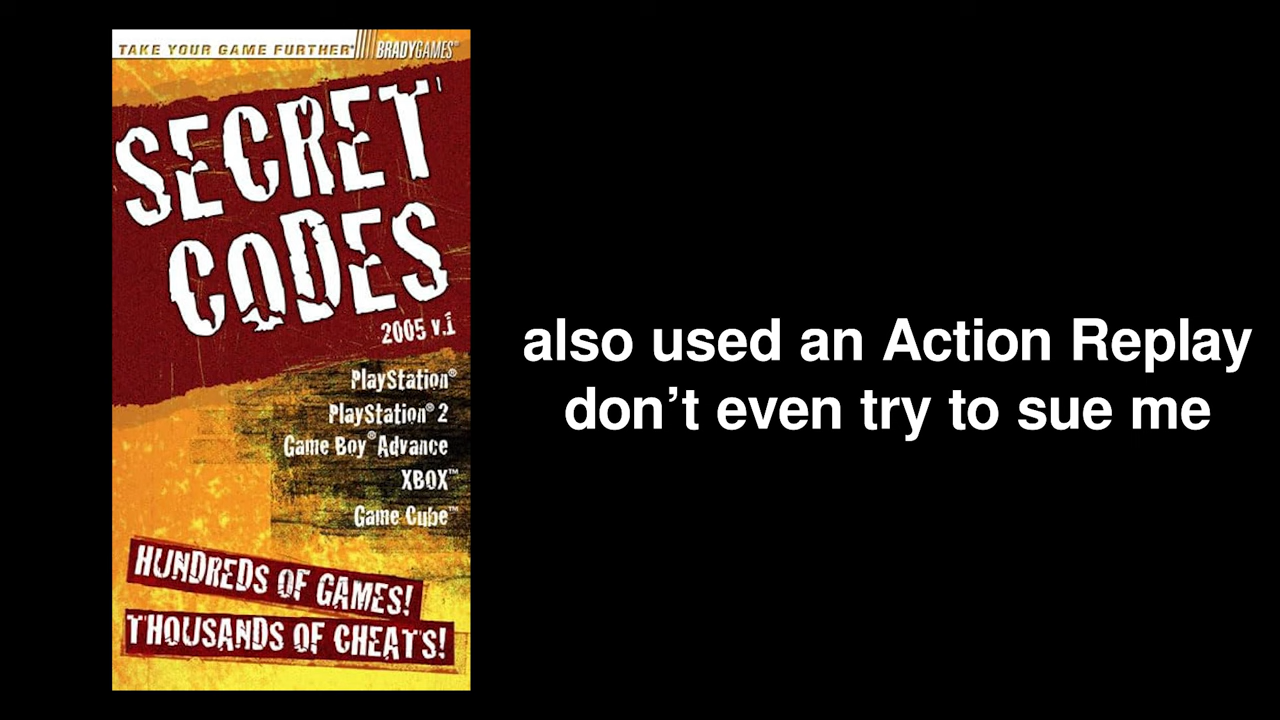 TAKE YOUR GAME FURTHER® BRADYGAMES®
SECRET
CODES
2005 v.1
PlayStation®
PlayStation® 2
Game Boy® Advance
XBOX™
Game Cube™
HUNDREDS OF GAMES!
THOUSANDS OF CHEATS!
also used an Action Replay
don’t even try to sue me